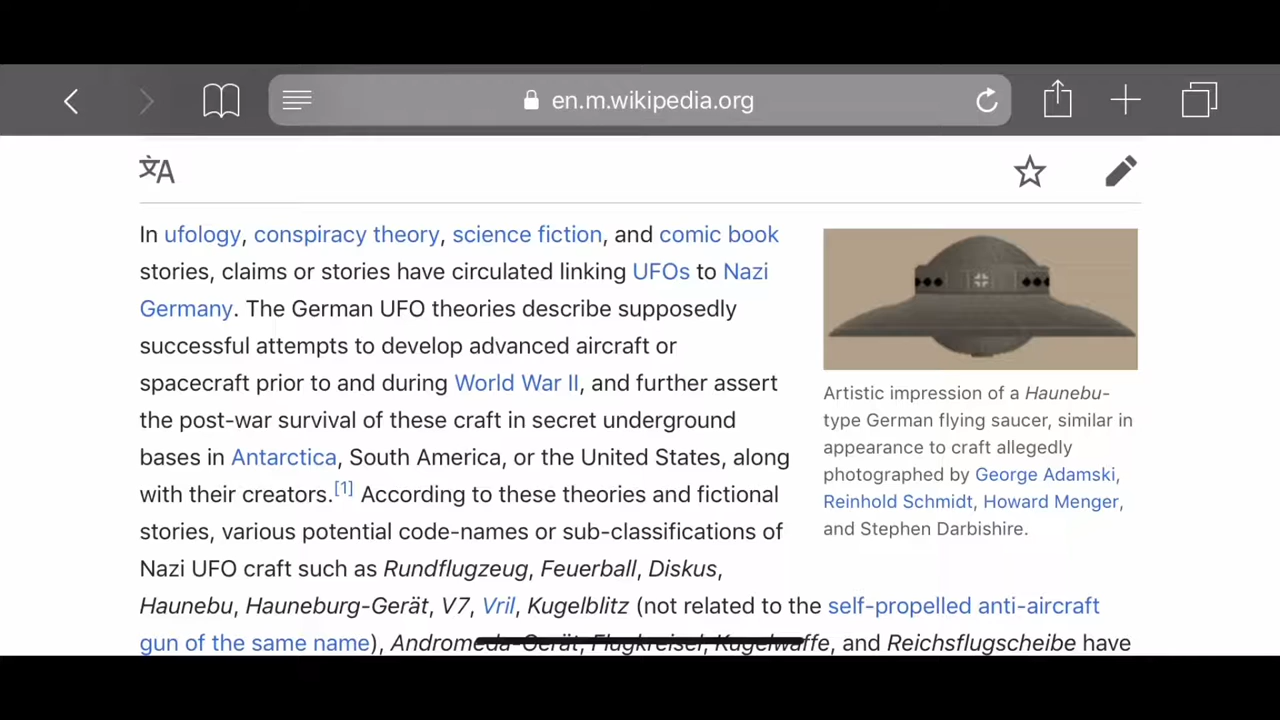 en.m.wikipedia.org
文A
In ufology, conspiracy theory, science fiction, and comic book
stories, claims or stories have circulated linking UFOs to Nazi
Germany. The German UFO theories describe supposedly
successful attempts to develop advanced aircraft or
spacecraft prior to and during World War II, and further assert
the post-war survival of these craft in secret underground
bases in Antarctica, South America, or the United States, along
with their creators.[1] According to these theories and fictional
stories, various potential code-names or sub-classifications of
Nazi UFO craft such as Rundflugzeug, Feuerball, Diskus,
Haunebu, Hauneburg-Gerät, V7, Vril, Kugelblitz (not related to the self-propelled anti-aircraft
gun of the same name), Andromeda-Gerät, Flugkreisel, Kugelwaffe, and Reichsflugscheibe have
Artistic impression of a Haunebu-
type German flying saucer, similar in
appearance to craft allegedly
photographed by George Adamski,
Reinhold Schmidt, Howard Menger,
and Stephen Darbishire.